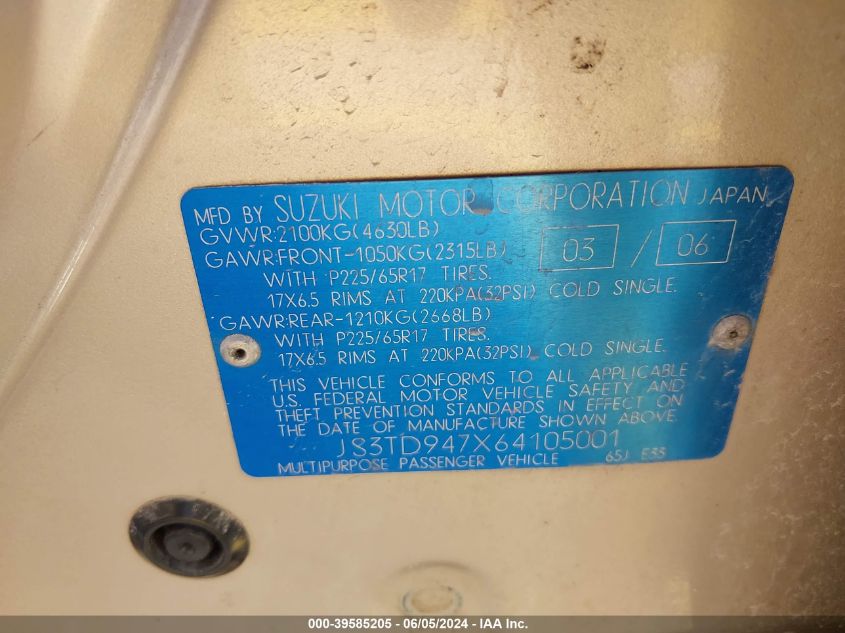 MFD BY SUZUKI MOTOR CORPORATION JAPAN
GVWR:2100KG(4630LB)
GAWR:FRONT-1050KG(2315LB) 03 / 06
WITH P225/65R17 TIRES.
17X6.5 RIMS AT 220KPA(32PSI) COLD SINGLE.
GAWR:REAR-1210KG(2668LB)
WITH P225/65R17 TIRES.
17X6.5 RIMS AT 220KPA(32PSI) COLD SINGLE.
THIS VEHICLE CONFORMS TO ALL APPLICABLE
U.S. FEDERAL MOTOR VEHICLE SAFETY AND
THEFT PREVENTION STANDARDS IN EFFECT ON
THE DATE OF MANUFACTURE SHOWN ABOVE.
JS3TD947X64105001
MULTIPURPOSE PASSENGER VEHICLE 65J E33
000-39585205 - 06/05/2024 - IAA Inc.